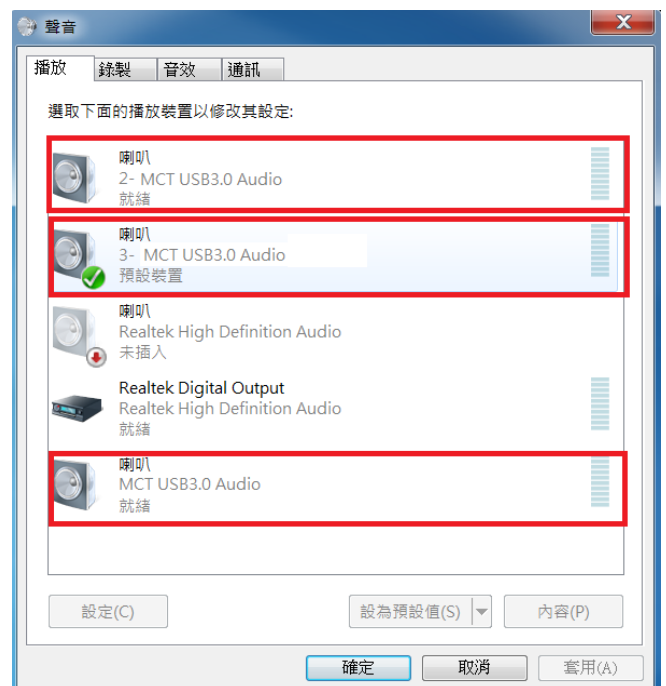 聲音
播放 錄製 音效 通訊
選取下面的播放裝置以修改其設定:
喇叭
2- MCT USB3.0 Audio
就緒
喇叭
3- MCT USB3.0 Audio
預設裝置
喇叭
Realtek High Definition Audio
未插入
Realtek Digital Output
Realtek High Definition Audio
就緒
喇叭
MCT USB3.0 Audio
就緒
設定(C) 設為預設值(S) 內容(P)
確定 取消 套用(A)